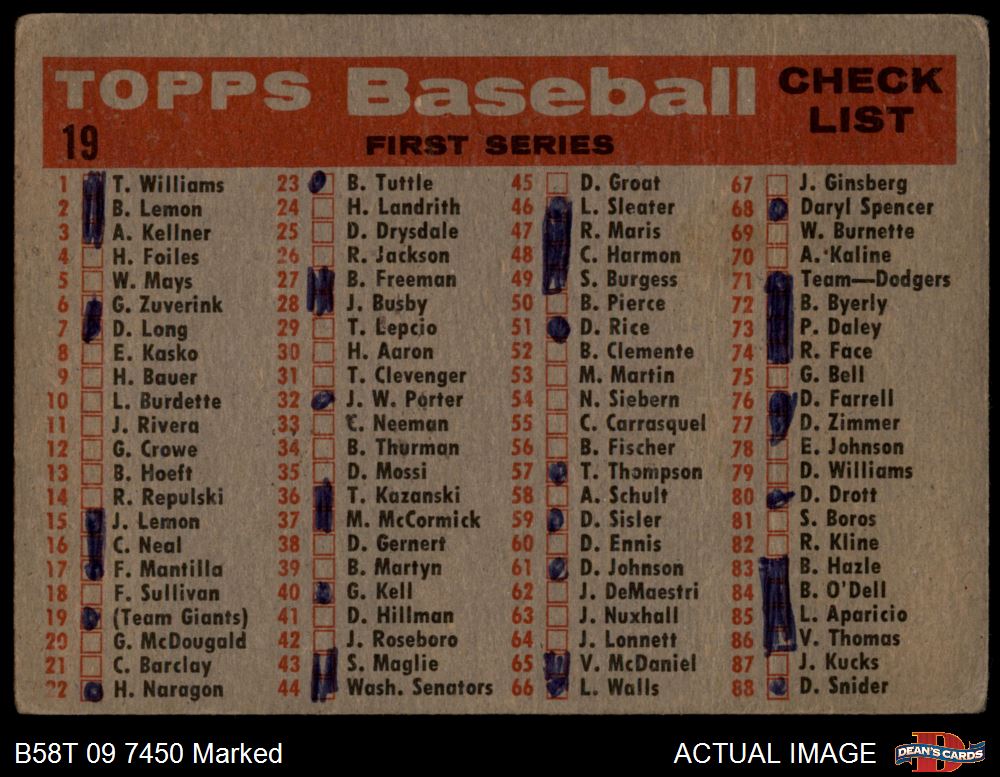 TOPPS Baseball CHECK LIST
19 FIRST SERIES
1 T. Williams
2 B. Lemon
3 A. Kellner
4 H. Foiles
5 W. Mays
6 G. Zuverink
7 D. Long
8 E. Kasko
9 H. Bauer
10 L. Burdette
11 J. Rivera
12 G. Crowe
13 B. Hoeft
14 R. Repulski
15 J. Lemon
16 C. Neal
17 F. Mantilla
18 F. Sullivan
19 (Team Giants)
20 G. McDougald
21 C. Barclay
22 H. Naragon
23 B. Tuttle
24 H. Landrith
25 D. Drysdale
26 R. Jackson
27 B. Freeman
28 J. Busby
29 T. Lepcio
30 H. Aaron
31 T. Clevenger
32 J. W. Porter
33 C. Neeman
34 B. Thurman
35 D. Mossi
36 T. Kazanski
37 M. McCormick
38 D. Gernert
39 B. Martyn
40 G. Kell
41 D. Hillman
42 J. Roseboro
43 S. Maglie
44 Wash. Senators
45 D. Groat
46 L. Sleater
47 R. Maris
48 C. Harmon
49 S. Burgess
50 B. Pierce
51 D. Rice
52 B. Clemente
53 M. Martin
54 N. Siebern
55 C. Carrasquel
56 B. Fischer
57 T. Thompson
58 A. Schult
59 D. Sisler
60 D. Ennis
61 D. Johnson
62 J. DeMaestri
63 J. Nuxhall
64 J. Lonnett
65 V. McDaniel
66 L. Walls
67 J. Ginsberg
68 Daryl Spencer
69 W. Burnette
70 A. Kaline
71 Team—Dodgers
72 B. Byerly
73 P. Daley
74 R. Face
75 G. Bell
76 D. Farrell
77 D. Zimmer
78 E. Johnson
79 D. Williams
80 D. Drott
81 S. Boros
82 R. Kline
83 B. Hazle
84 B. O'Dell
85 L. Aparicio
86 V. Thomas
87 J. Kucks
88 D. Snider
B58T 09 7450 Marked
ACTUAL IMAGE
DEAN'S CARDS